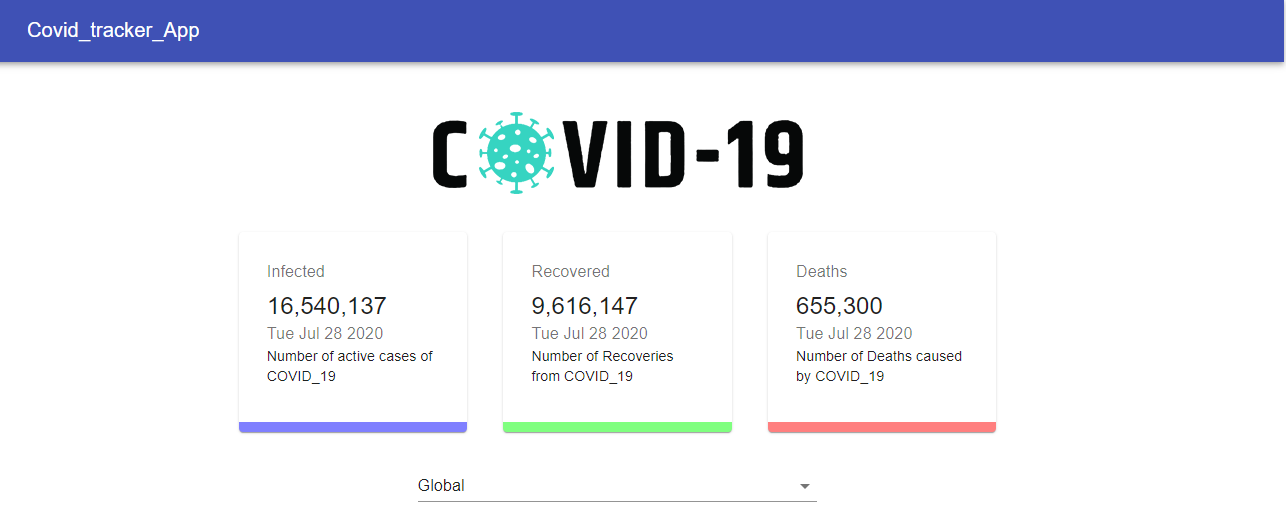 Covid_tracker_App
COVID-19
Infected
16,540,137
Tue Jul 28 2020
Number of active cases of
COVID_19
Recovered
9,616,147
Tue Jul 28 2020
Number of Recoveries
from COVID_19
Deaths
655,300
Tue Jul 28 2020
Number of Deaths caused
by COVID_19
Global